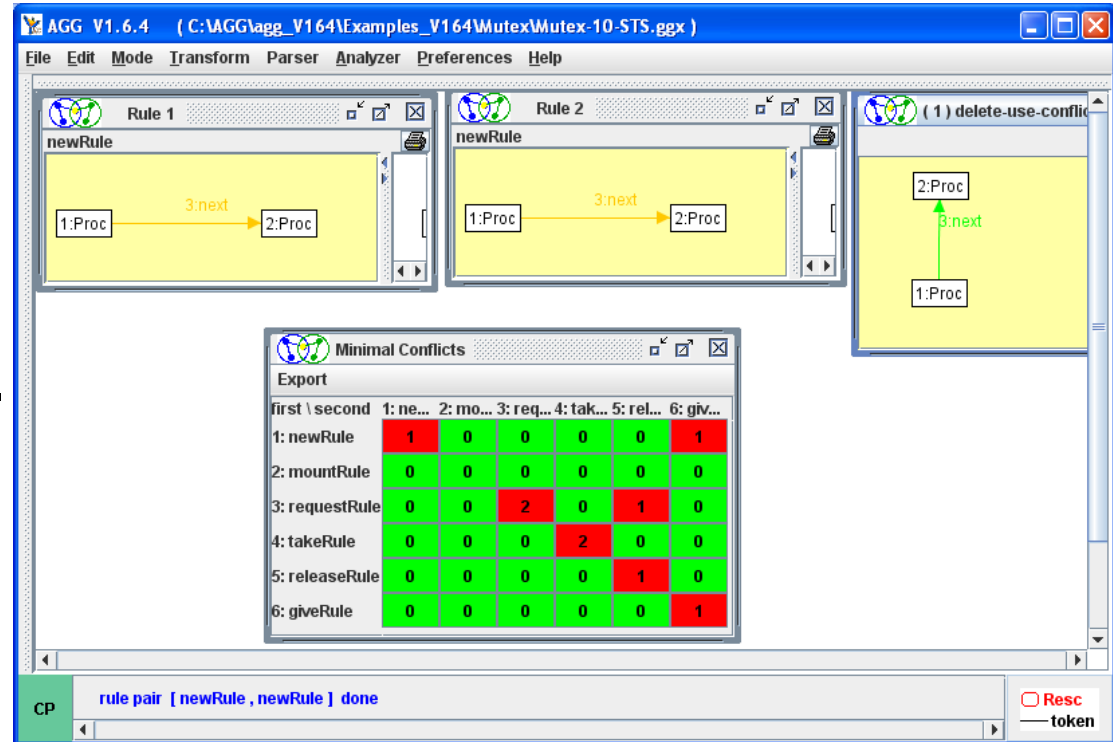 AGG V1.6.4 ( C:\AGG\agg_V164\Examples_V164\Mutex\Mutex-10-STS.ggx )
File Edit Mode Transform Parser Analyzer Preferences Help
Rule 1
newRule
1:Proc
3:next
2:Proc
Rule 2
newRule
1:Proc
3:next
2:Proc
( 1 ) delete-use-conflic
2:Proc
3:next
1:Proc
Minimal Conflicts
Export
first \ second 1: ne... 2: mo... 3: req... 4: tak... 5: rel... 6: giv...
1: newRule 1 0 0 0 0 1
2: mountRule 0 0 0 0 0 0
3: requestRule 0 0 2 0 1 0
4: takeRule 0 0 0 2 0 0
5: releaseRule 0 0 0 0 1 0
6: giveRule 0 0 0 0 0 1
CP
rule pair [ newRule , newRule ] done
Resc
token